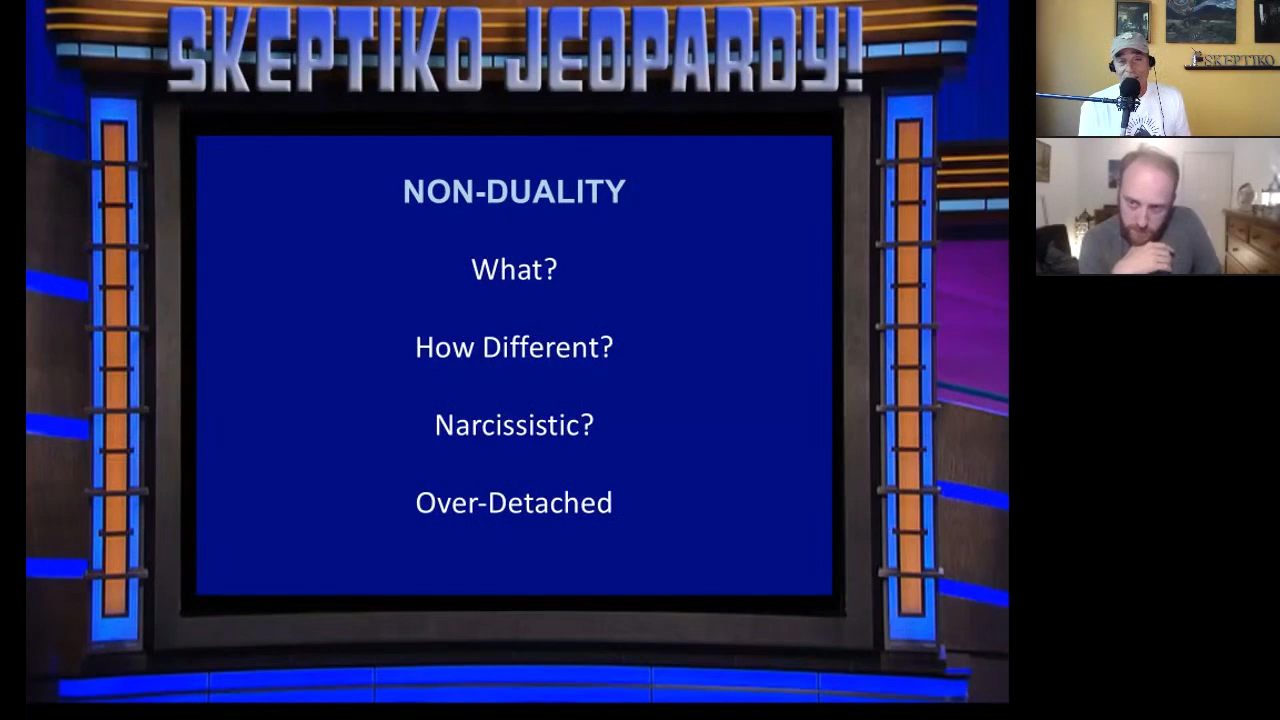 SKEPTIKO JEOPARDY!
NON-DUALITY
What?
How Different?
Narcissistic?
Over-Detached
SKEPTIKO